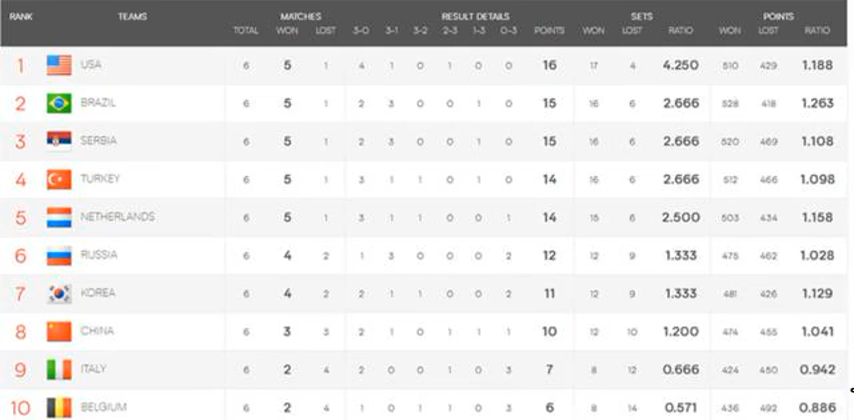 RANK TEAMS MATCHES RESULT DETAILS SETS POINTS
TOTAL WON LOST 3-0 3-1 3-2 2-3 1-3 0-3 POINTS WON LOST RATIO WON LOST RATIO
1 USA 6 5 1 4 1 0 1 0 0 16 17 4 4.250 510 429 1.188
2 BRAZIL 6 5 1 2 3 0 0 1 0 15 16 6 2.666 528 418 1.263
3 SERBIA 6 5 1 2 3 0 0 1 0 15 16 6 2.666 520 469 1.108
4 TURKEY 6 5 1 3 1 1 0 1 0 14 16 6 2.666 512 466 1.098
5 NETHERLANDS 6 5 1 3 1 1 0 0 1 14 15 6 2.500 503 434 1.158
6 RUSSIA 6 4 2 1 3 0 0 0 2 12 12 9 1.333 475 462 1.028
7 KOREA 6 4 2 2 1 1 0 0 2 11 12 9 1.333 481 426 1.129
8 CHINA 6 3 3 2 1 0 1 1 1 10 12 10 1.200 474 455 1.041
9 ITALY 6 2 4 2 0 0 1 0 3 7 8 12 0.666 424 450 0.942
10 BELGIUM 6 2 4 1 0 1 1 0 3 6 8 14 0.571 436 492 0.886